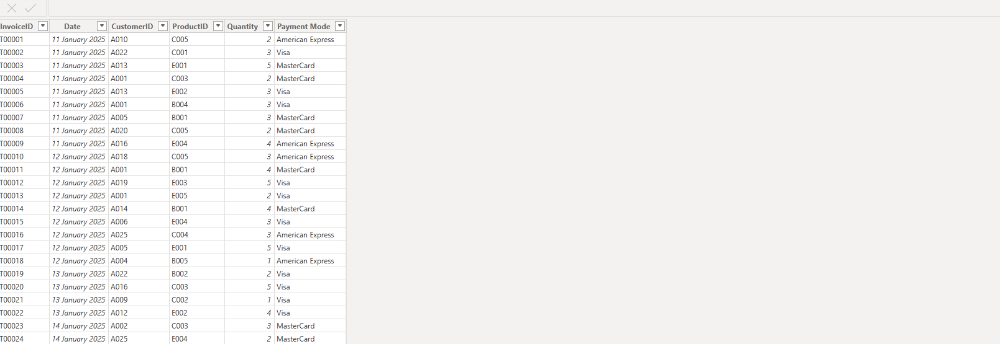 InvoiceID Date CustomerID ProductID Quantity Payment Mode
T00001 11 January 2025 A010 C005 2 American Express
T00002 11 January 2025 A022 C001 3 Visa
T00003 11 January 2025 A013 E001 5 MasterCard
T00004 11 January 2025 A001 C003 2 MasterCard
T00005 11 January 2025 A013 E002 3 Visa
T00006 11 January 2025 A001 B004 3 Visa
T00007 11 January 2025 A005 B001 3 MasterCard
T00008 11 January 2025 A020 C005 2 MasterCard
T00009 11 January 2025 A016 E004 4 American Express
T00010 12 January 2025 A018 C005 3 American Express
T00011 12 January 2025 A001 B001 4 MasterCard
T00012 12 January 2025 A019 E003 5 Visa
T00013 12 January 2025 A001 E005 2 Visa
T00014 12 January 2025 A014 B001 4 MasterCard
T00015 12 January 2025 A006 E004 3 Visa
T00016 12 January 2025 A025 C004 3 American Express
T00017 12 January 2025 A005 E001 5 Visa
T00018 12 January 2025 A004 B005 1 American Express
T00019 13 January 2025 A022 B002 2 Visa
T00020 13 January 2025 A016 C003 5 Visa
T00021 13 January 2025 A009 C002 1 Visa
T00022 13 January 2025 A012 E002 4 Visa
T00023 14 January 2025 A002 C003 3 MasterCard
T00024 14 January 2025 A025 E004 2 MasterCard